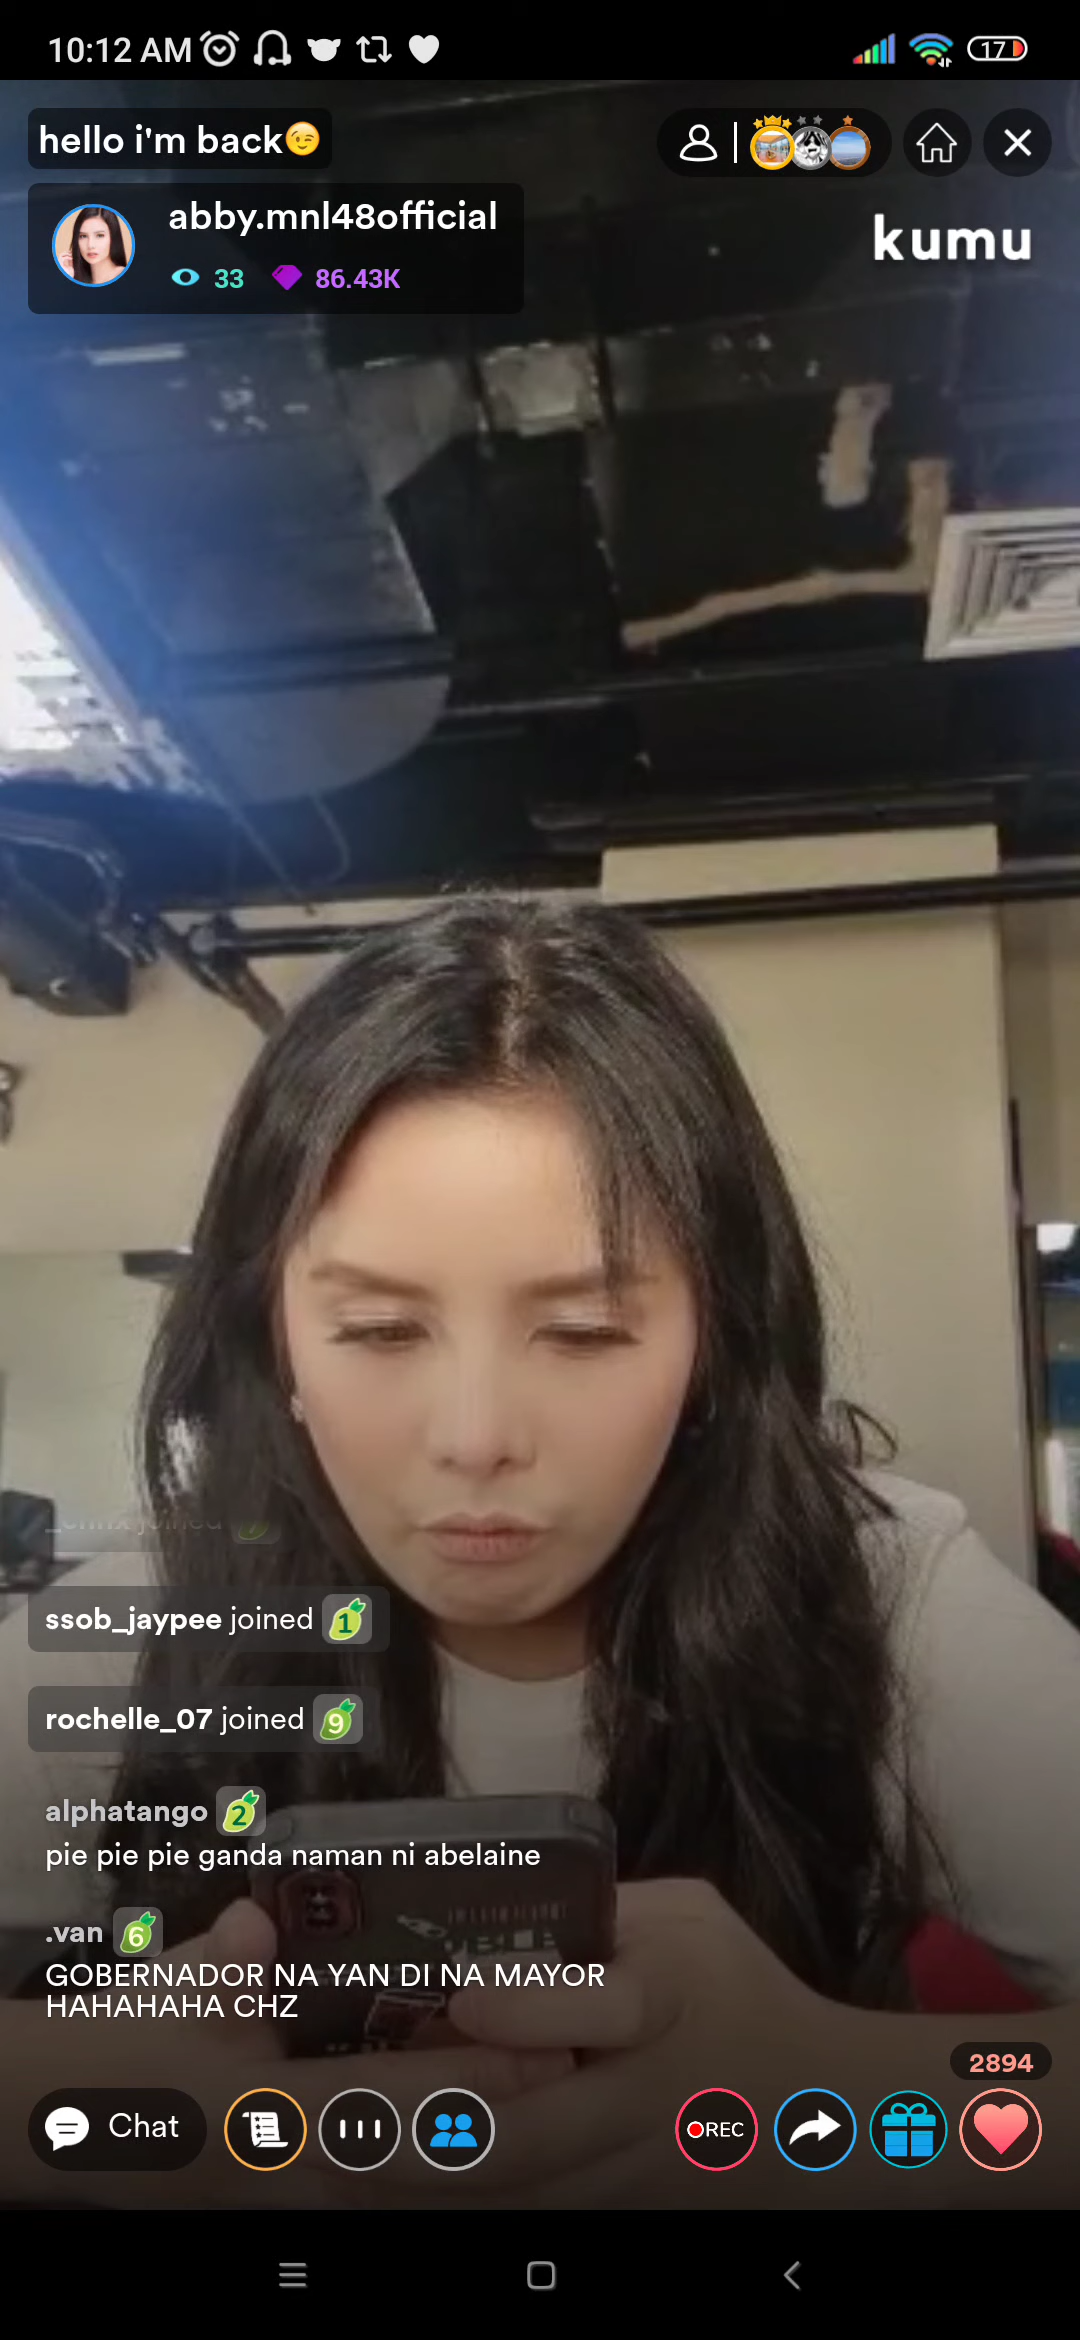 10:12 AM
17
hello i'm back😉
abby.mnl48official
33 86.43K
kumu
joined
ssob_jaypee joined 1
rochelle_07 joined 9
alphatango 2
pie pie pie ganda naman ni abelaine
.van 6
GOBERNADOR NA YAN DI NA MAYOR
HAHAHAHA CHZ
2894
Chat
REC